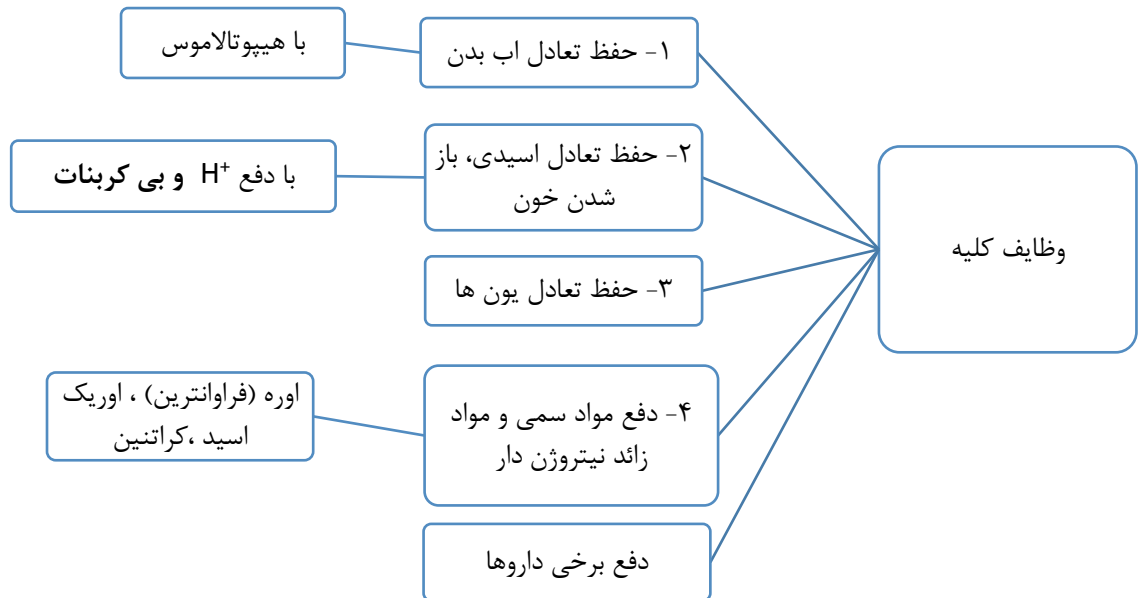 وظایف کلیه
۱- حفظ تعادل اب بدن
با هیپوتالاموس
۲- حفظ تعادل اسیدی، باز
شدن خون
با دفع H⁺ و بی کربنات
۳- حفظ تعادل یون ها
۴- دفع مواد سمی و مواد
زائد نیتروژن دار
اوره (فراوانترین) ، اوریک
اسید ،کراتنین
دفع برخی داروها